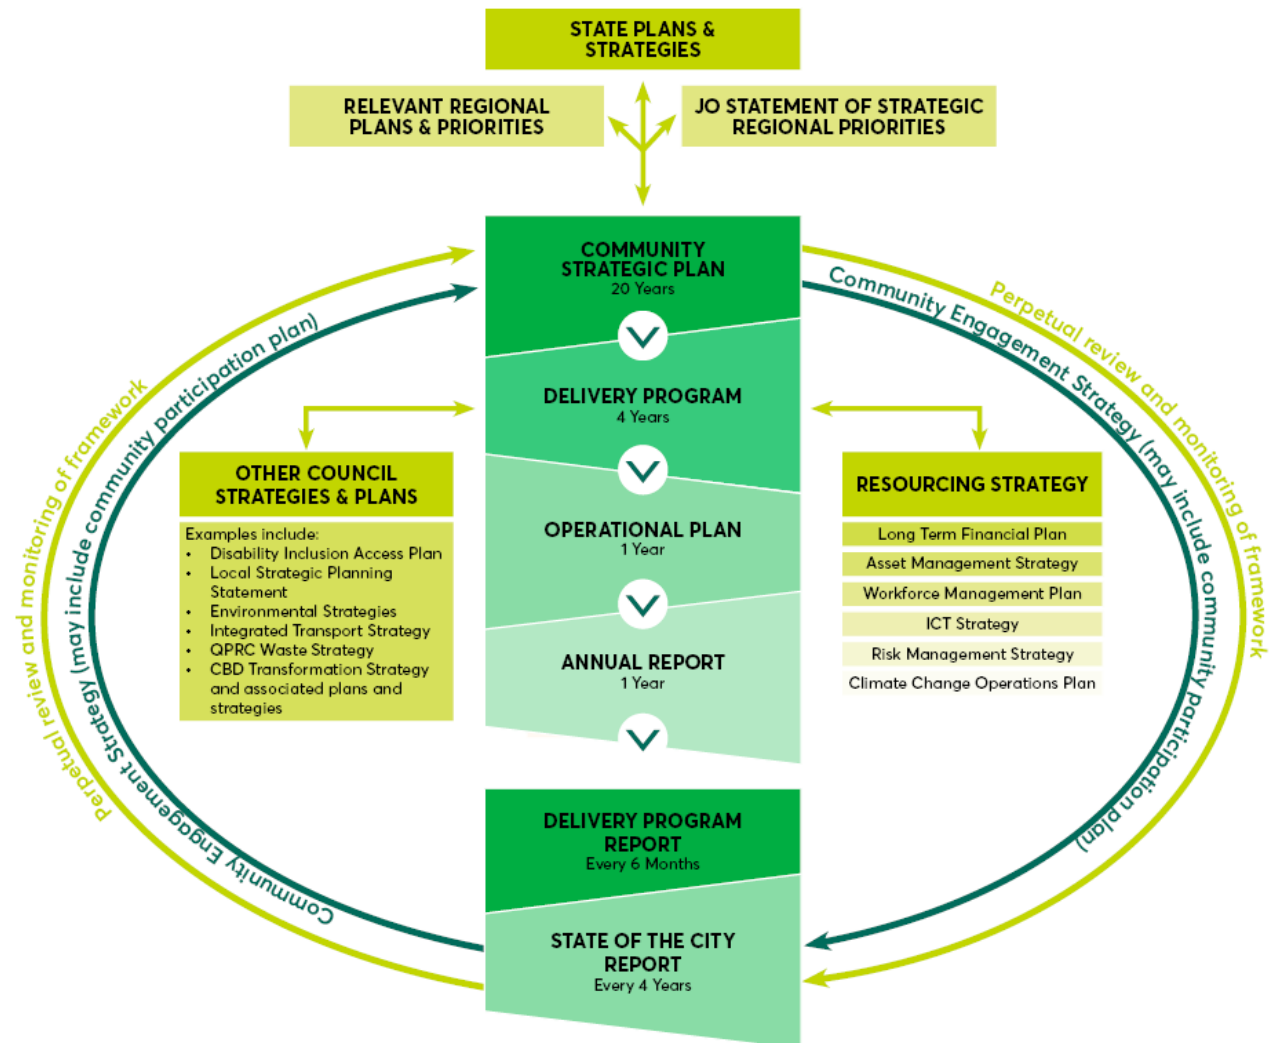 STATE PLANS &
STRATEGIES
RELEVANT REGIONAL
PLANS & PRIORITIES
JO STATEMENT OF STRATEGIC
REGIONAL PRIORITIES
COMMUNITY
STRATEGIC PLAN
20 Years
DELIVERY PROGRAM
4 Years
OPERATIONAL PLAN
1 Year
ANNUAL REPORT
1 Year
DELIVERY PROGRAM
REPORT
Every 6 Months
STATE OF THE CITY
REPORT
Every 4 Years
OTHER COUNCIL
STRATEGIES & PLANS
Examples include:
• Disability Inclusion Access Plan
• Local Strategic Planning
Statement
• Environmental Strategies
• Integrated Transport Strategy
• QPRC Waste Strategy
• CBD Transformation Strategy
and associated plans and
strategies
RESOURCING STRATEGY
Long Term Financial Plan
Asset Management Strategy
Workforce Management Plan
ICT Strategy
Risk Management Strategy
Climate Change Operations Plan
Perpetual review and monitoring of framework
Community Engagement Strategy (may include community participation plan)
Community Engagement Strategy (may include community participation plan)
Perpetual review and monitoring of framework